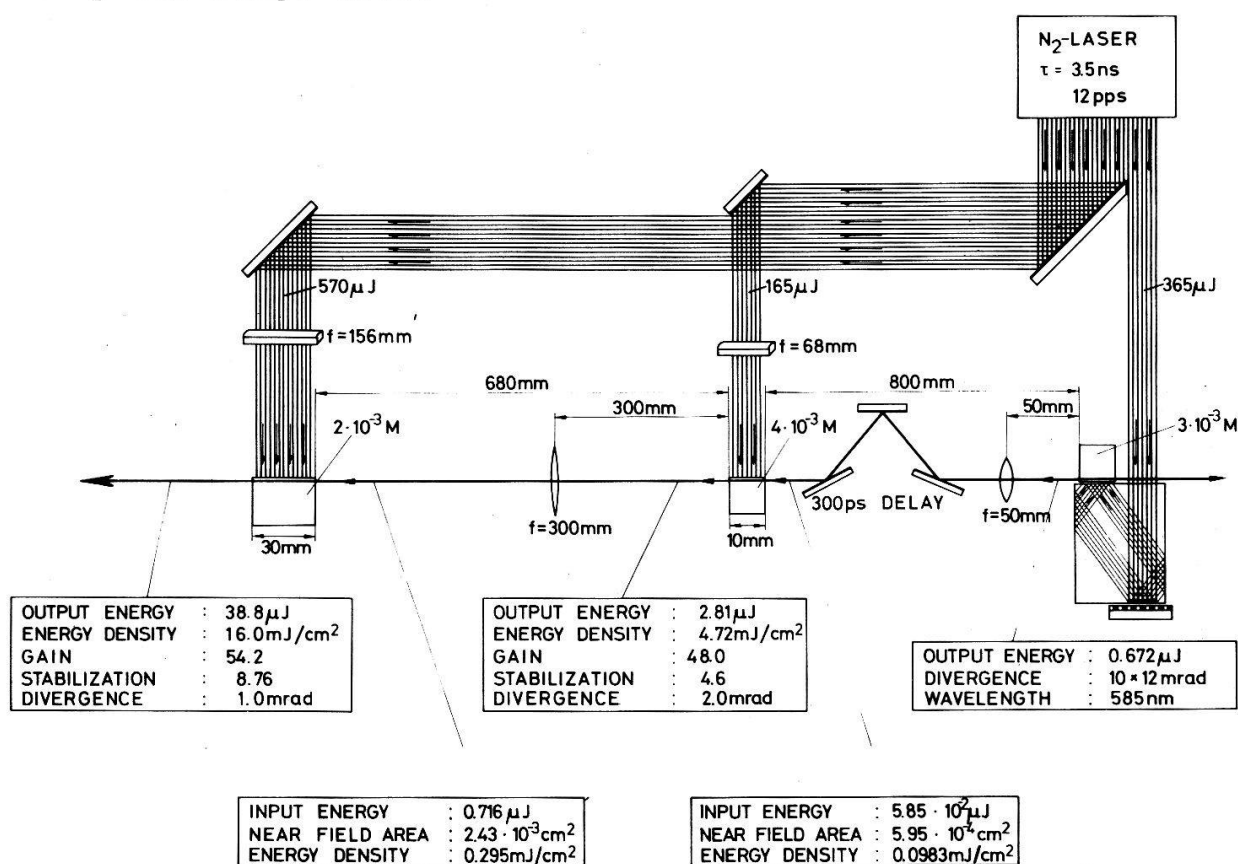 N2-LASER
τ = 3.5ns
12pps
570μJ
165μJ
365μJ
f=156mm
f=68mm
680mm
800mm
300mm
50mm
2·10⁻³ M
4·10⁻³ M
3·10⁻³ M
300ps DELAY
f=300mm
f=50mm
30mm
10mm
OUTPUT ENERGY : 38.8μJ
ENERGY DENSITY : 16.0mJ/cm²
GAIN : 54.2
STABILIZATION : 8.76
DIVERGENCE : 1.0mrad
OUTPUT ENERGY : 2.81μJ
ENERGY DENSITY : 4.72mJ/cm²
GAIN : 48.0
STABILIZATION : 4.6
DIVERGENCE : 2.0mrad
OUTPUT ENERGY : 0.672μJ
DIVERGENCE : 10×12mrad
WAVELENGTH : 585nm
INPUT ENERGY : 0.716μJ
NEAR FIELD AREA : 2.43·10⁻³cm²
ENERGY DENSITY : 0.295mJ/cm²
INPUT ENERGY : 5.85·10⁻²μJ
NEAR FIELD AREA : 5.95·10⁻⁴cm²
ENERGY DENSITY : 0.0983mJ/cm²